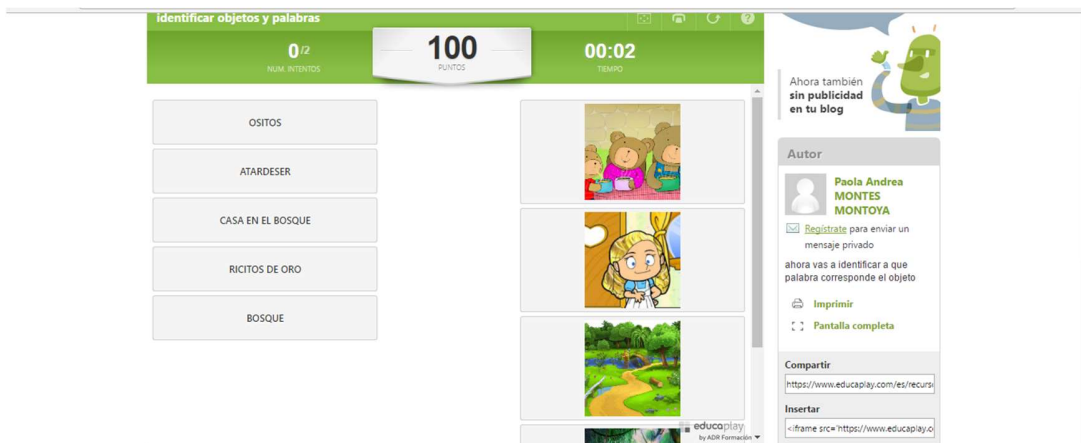 identificar objetos y palabras
0/2
NUM. INTENTOS
100
PUNTOS
00:02
TIEMPO
OSITOS
ATARDESER
CASA EN EL BOSQUE
RICITOS DE ORO
BOSQUE
educaplay
by ADR Formación
Ahora también
sin publicidad
en tu blog
Autor
Paola Andrea
MONTES
MONTOYA
Regístrate para enviar un
mensaje privado
ahora vas a identificar a que
palabra corresponde el objeto
Imprimir
Pantalla completa
Compartir
https://www.educaplay.com/es/recurs
Insertar
<iframe src='https://www.educaplay.c